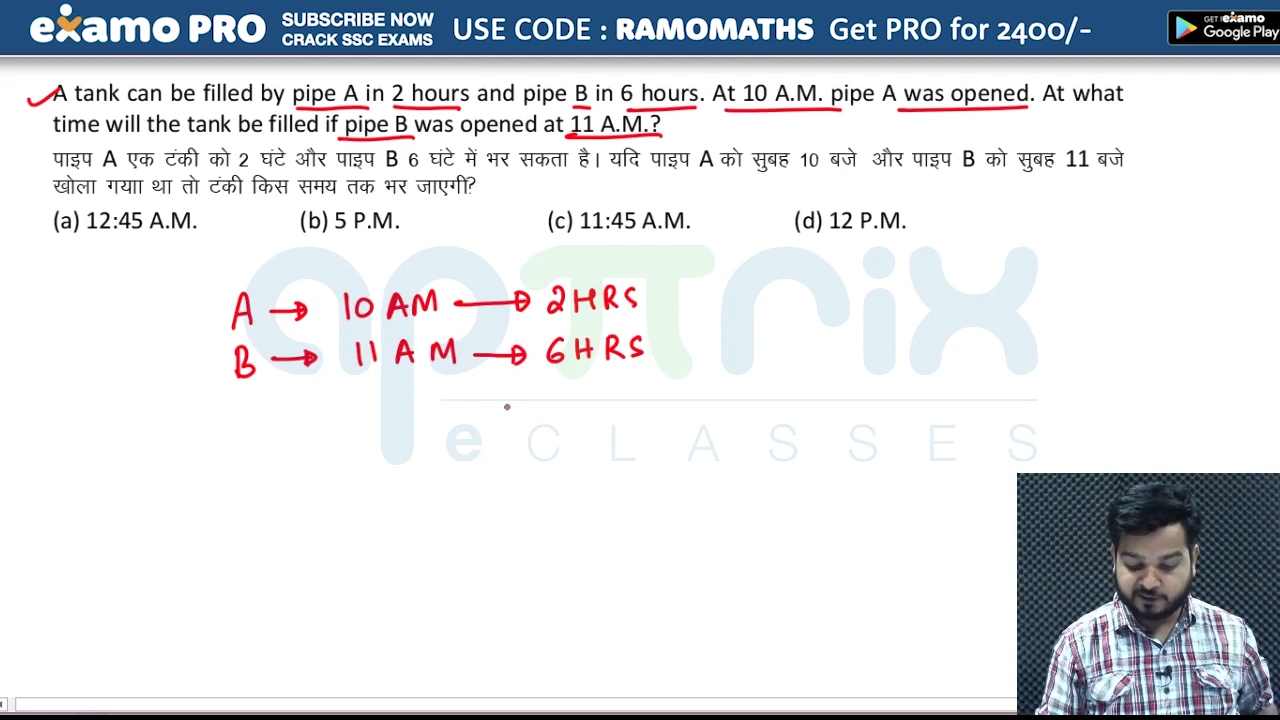 examo PRO
SUBSCRIBE NOW
CRACK SSC EXAMS
USE CODE : RAMOMATHS Get PRO for 2400/-
examo
Google Play
A tank can be filled by pipe A in 2 hours and pipe B in 6 hours. At 10 A.M. pipe A was opened. At what
time will the tank be filled if pipe B was opened at 11 A.M.?
पाइप A एक टंकी को 2 घंटे और पाइप B 6 घंटे में भर सकता है। यदि पाइप A को सुबह 10 बजे और पाइप B को सुबह 11 बजे
खोला गयाा था तो टंकी किस समय तक भर जाएगी?
(a) 12:45 A.M. (b) 5 P.M. (c) 11:45 A.M. (d) 12 P.M.
A → 10 AM → 2 HRS
B → 11 AM → 6 HRS
apπrix
e CLASSES